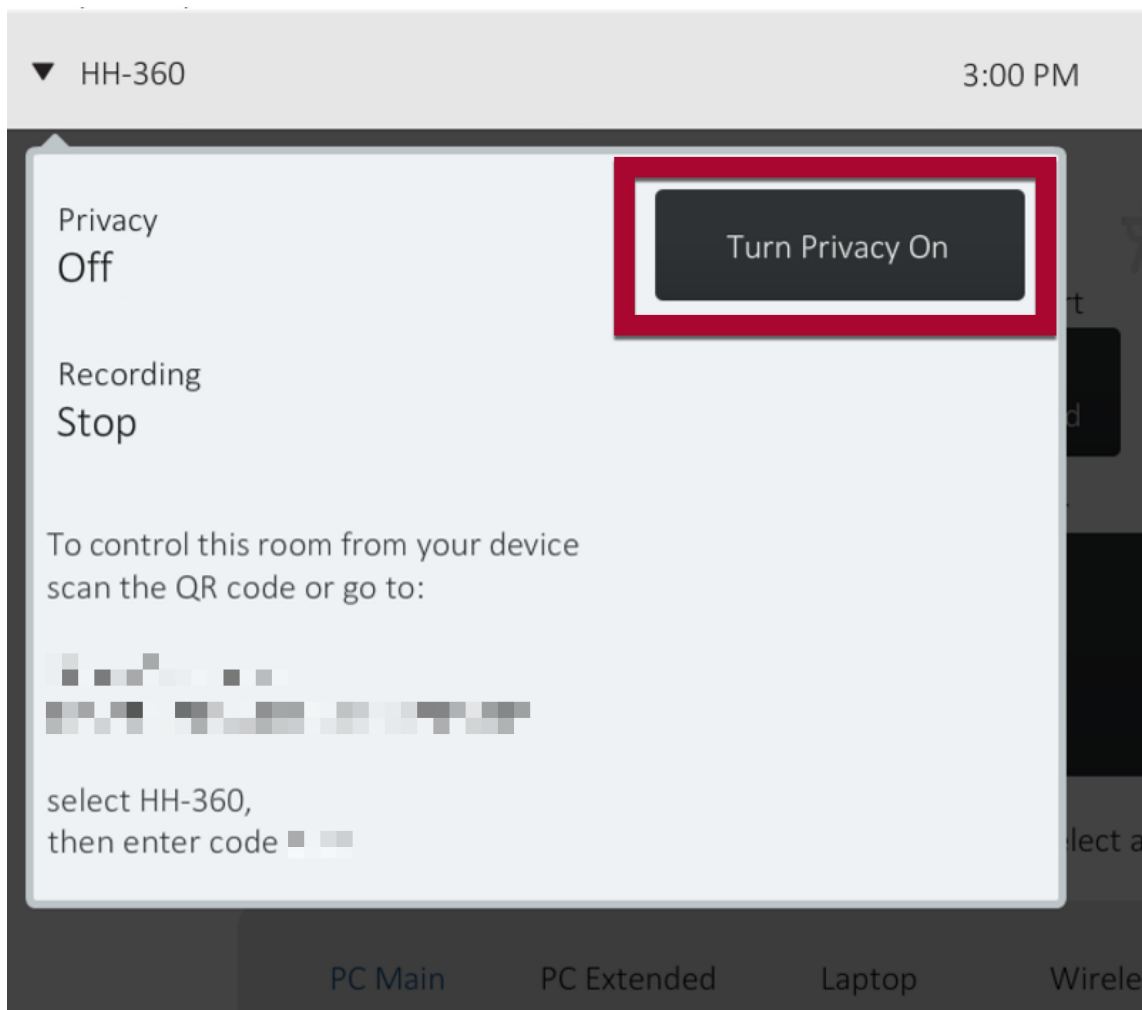 HH-360
3:00 PM
Privacy
Off
Turn Privacy On
Recording
Stop
To control this room from your device
scan the QR code or go to:
select HH-360,
then enter code
PC Main
PC Extended
Laptop